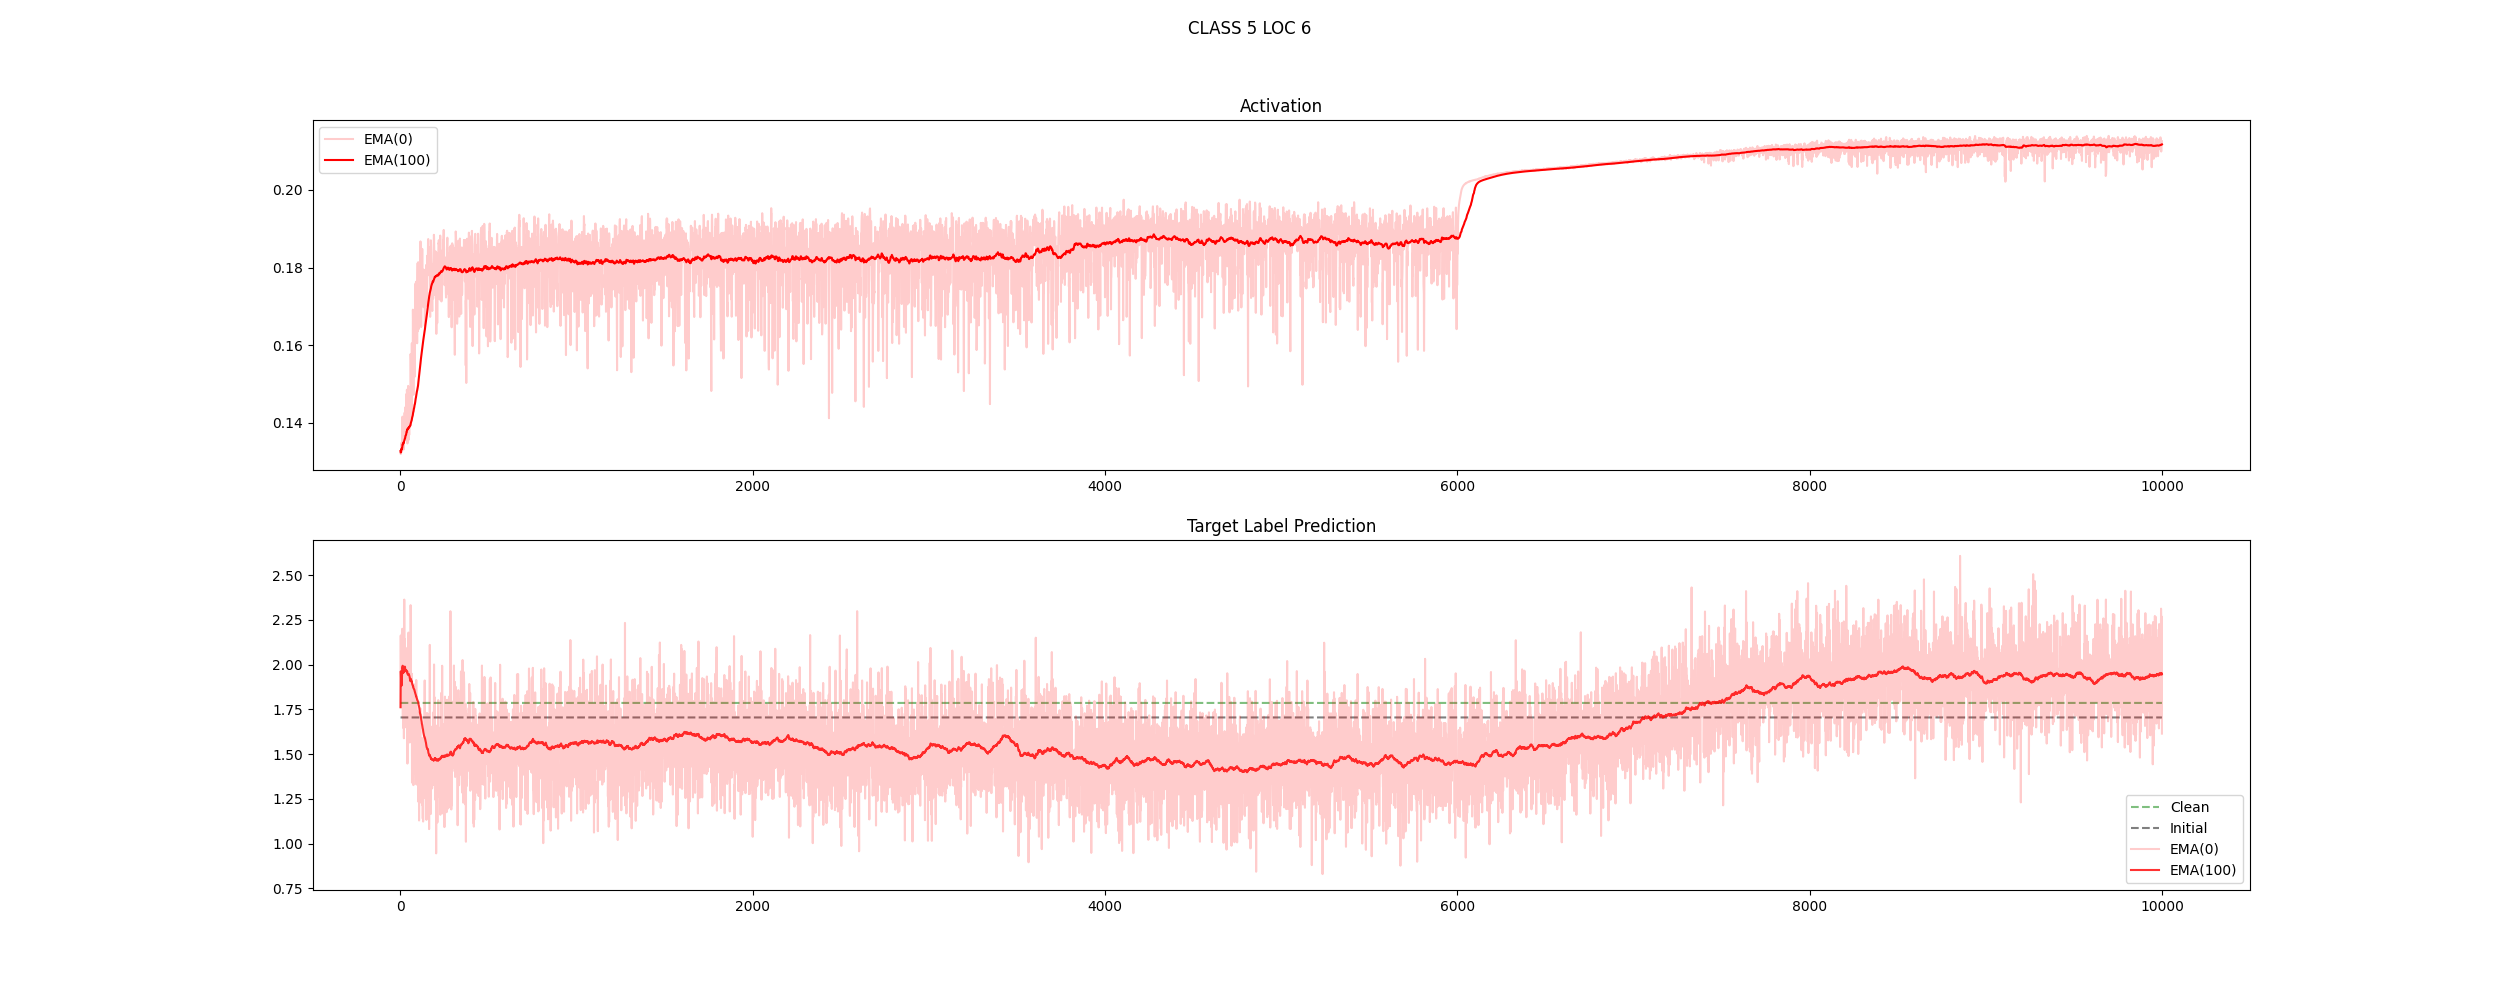 CLASS 5 LOC 6
Activation
EMA(0)
EMA(100)
0.20
0.18
0.16
0.14
0 2000 4000 6000 8000 10000
Target Label Prediction
2.50
2.25
2.00
1.75
1.50
1.25
1.00
0.75
Clean
Initial
EMA(0)
EMA(100)
0 2000 4000 6000 8000 10000